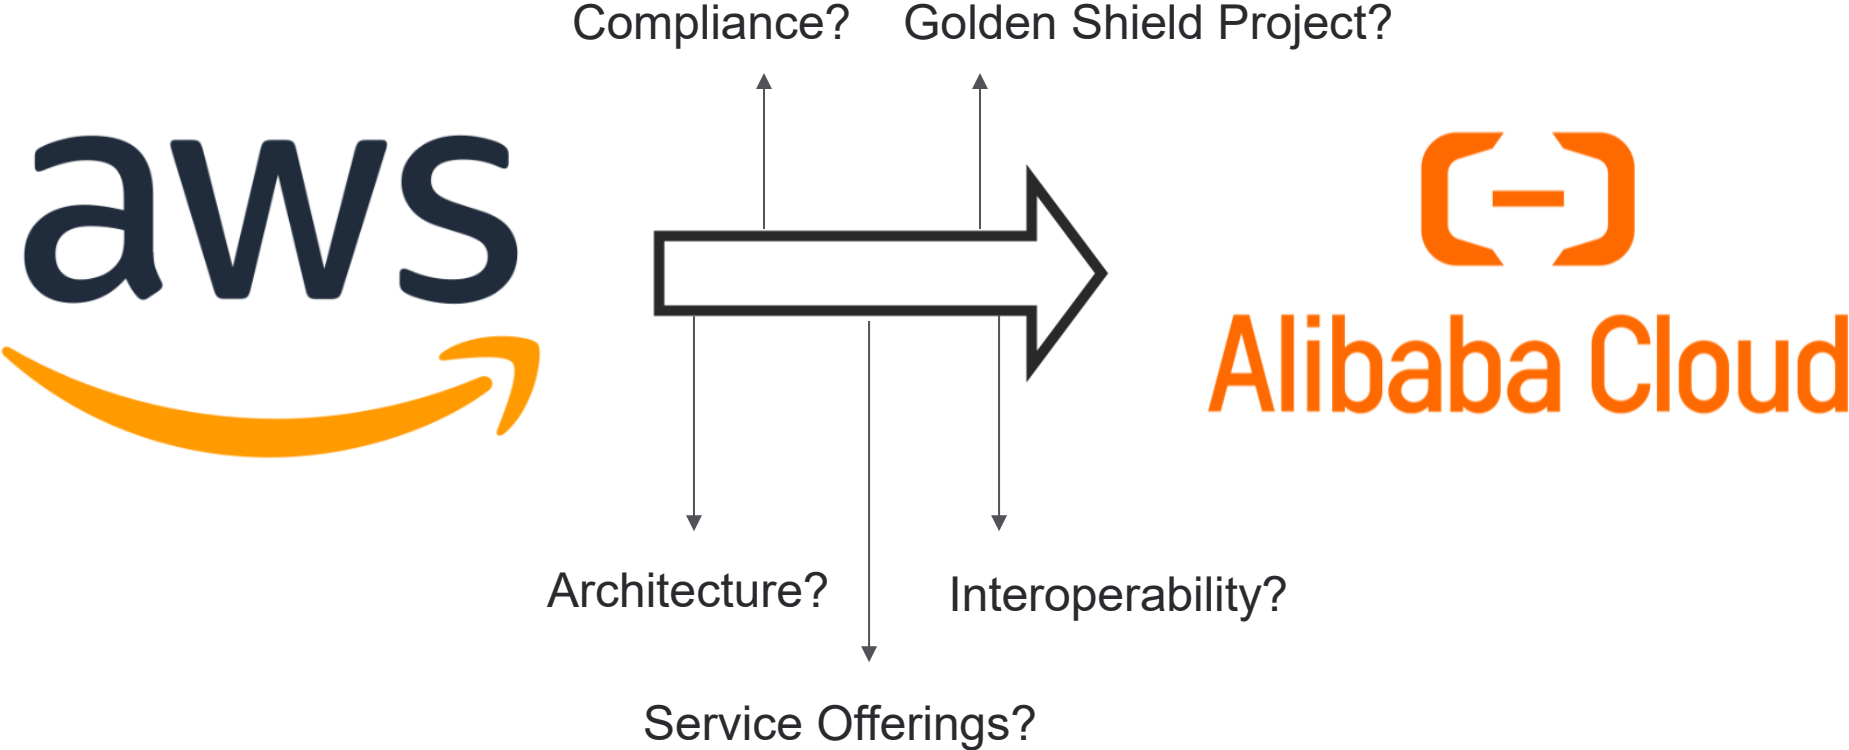 Compliance?
Golden Shield Project?
aws
Alibaba Cloud
Architecture?
Interoperability?
Service Offerings?